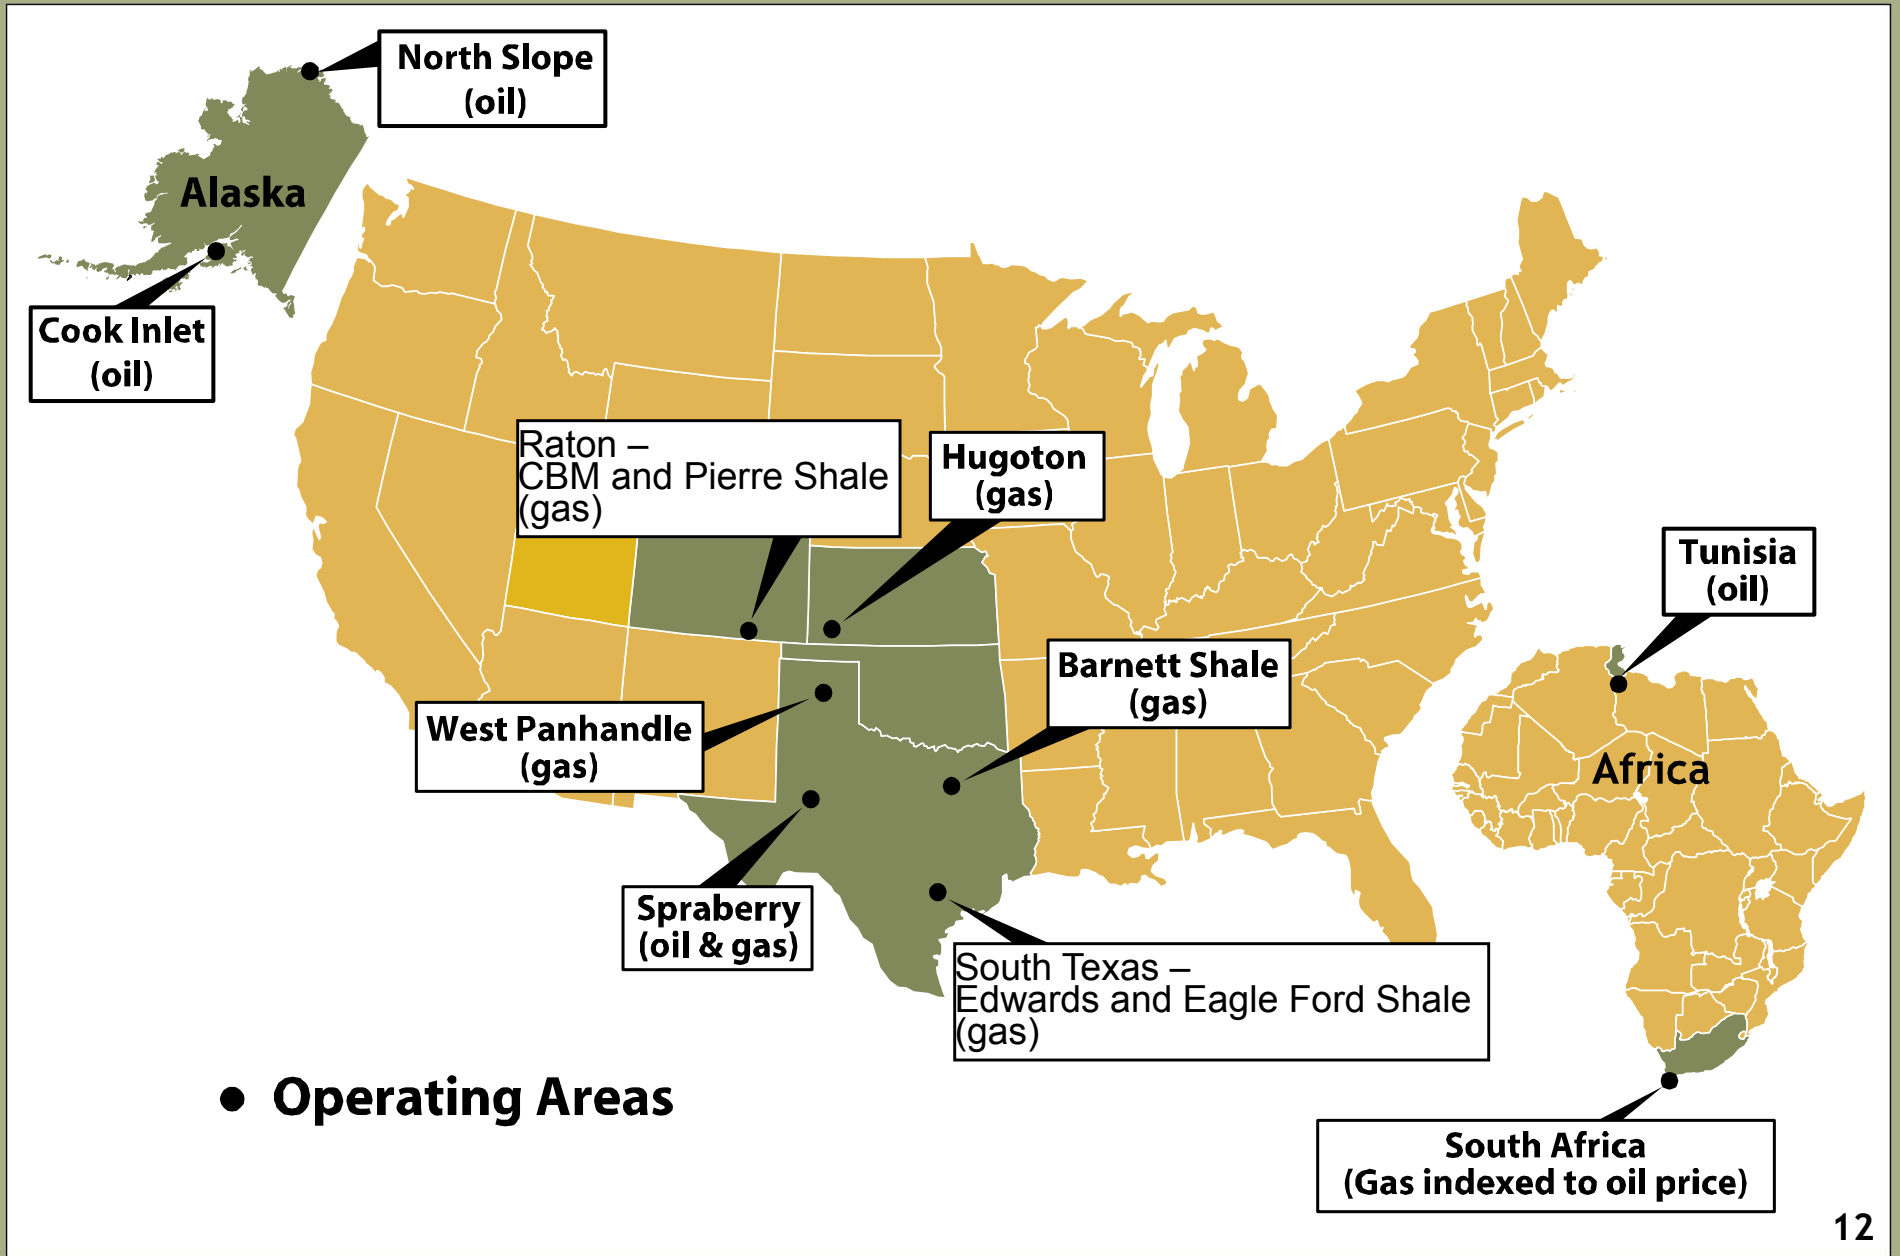 North Slope
(oil)
Alaska
Cook Inlet
(oil)
Raton –
CBM and Pierre Shale
(gas)
Hugoton
(gas)
Tunisia
(oil)
Barnett Shale
(gas)
West Panhandle
(gas)
Africa
Spraberry
(oil & gas)
South Texas –
Edwards and Eagle Ford Shale
(gas)
● Operating Areas
South Africa
(Gas indexed to oil price)
12